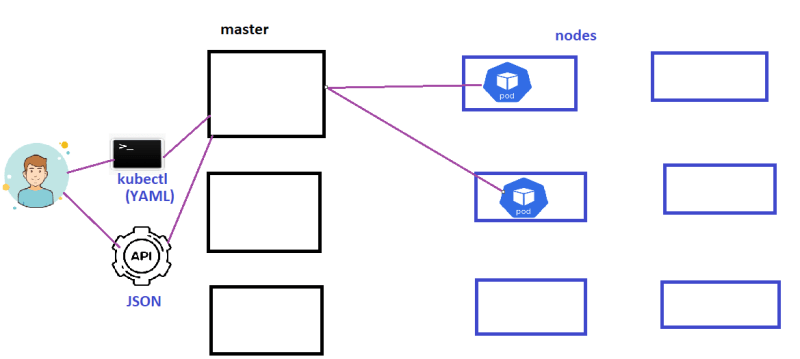 master
nodes
pod
>_
kubectl
(YAML)
pod
API
JSON